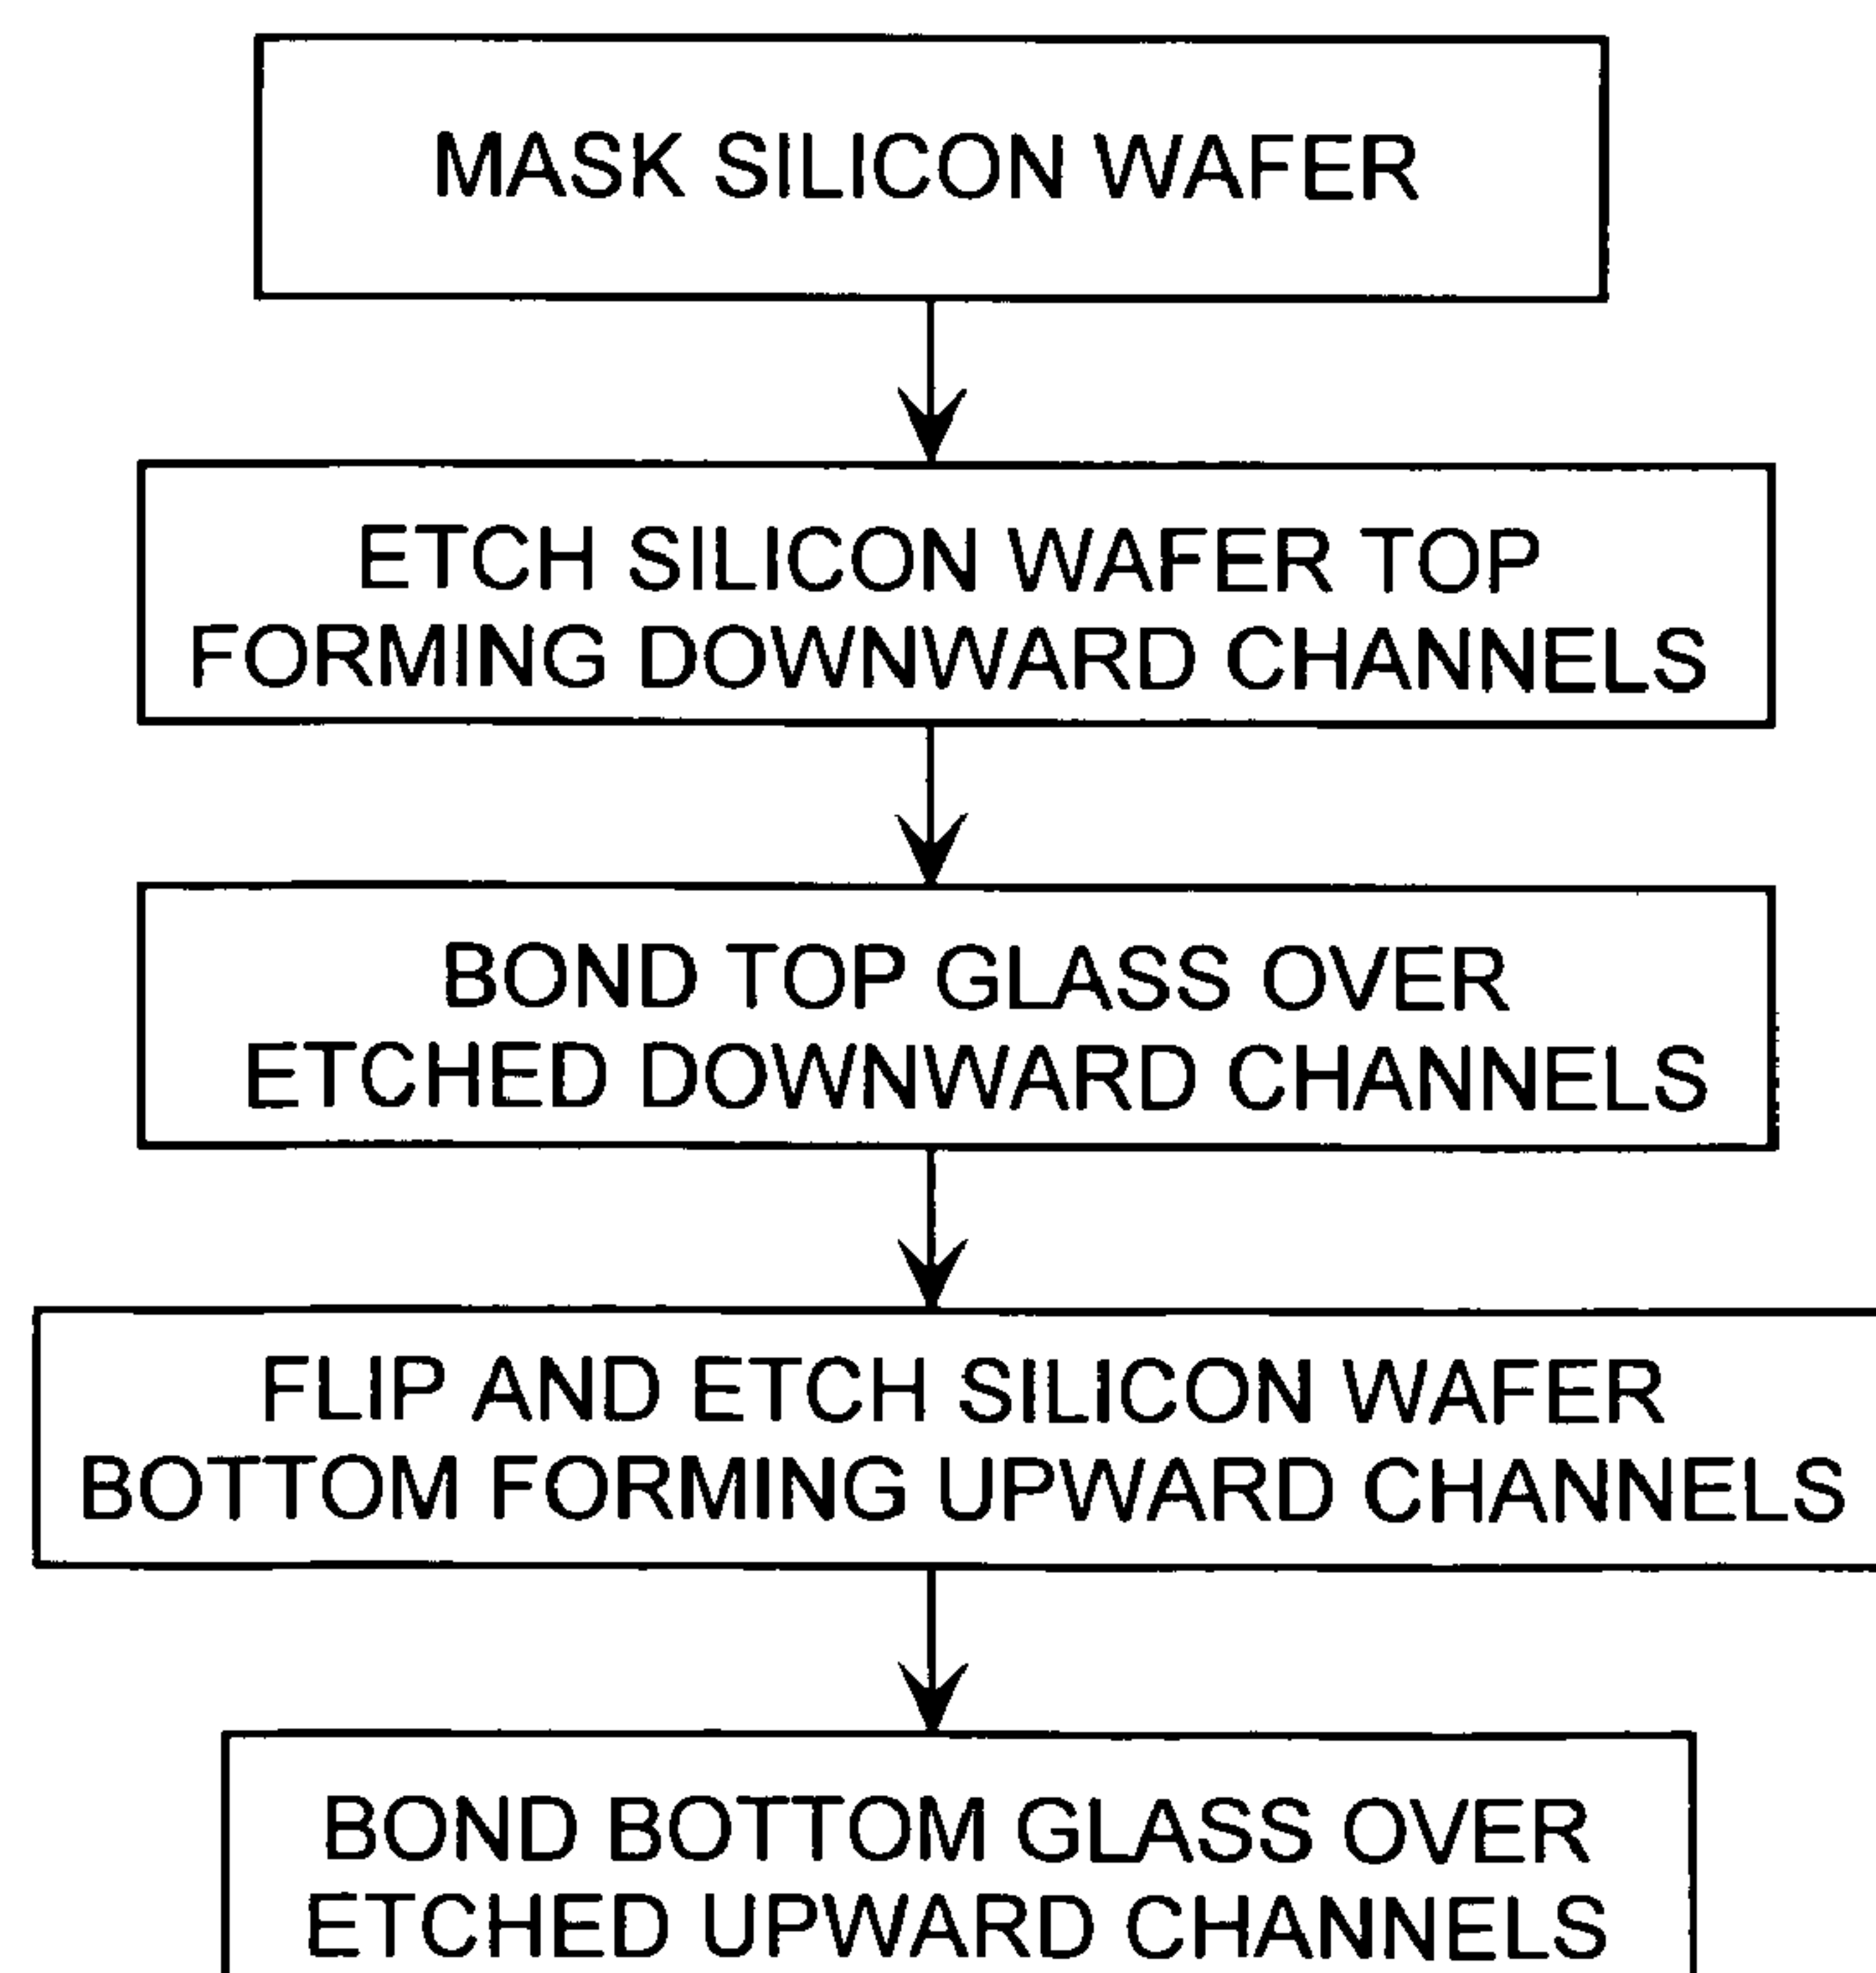 MASK SILICON WAFER
ETCH SILICON WAFER TOP
FORMING DOWNWARD CHANNELS
BOND TOP GLASS OVER
ETCHED DOWNWARD CHANNELS
FLIP AND ETCH SILICON WAFER
BOTTOM FORMING UPWARD CHANNELS
BOND BOTTOM GLASS OVER
ETCHED UPWARD CHANNELS